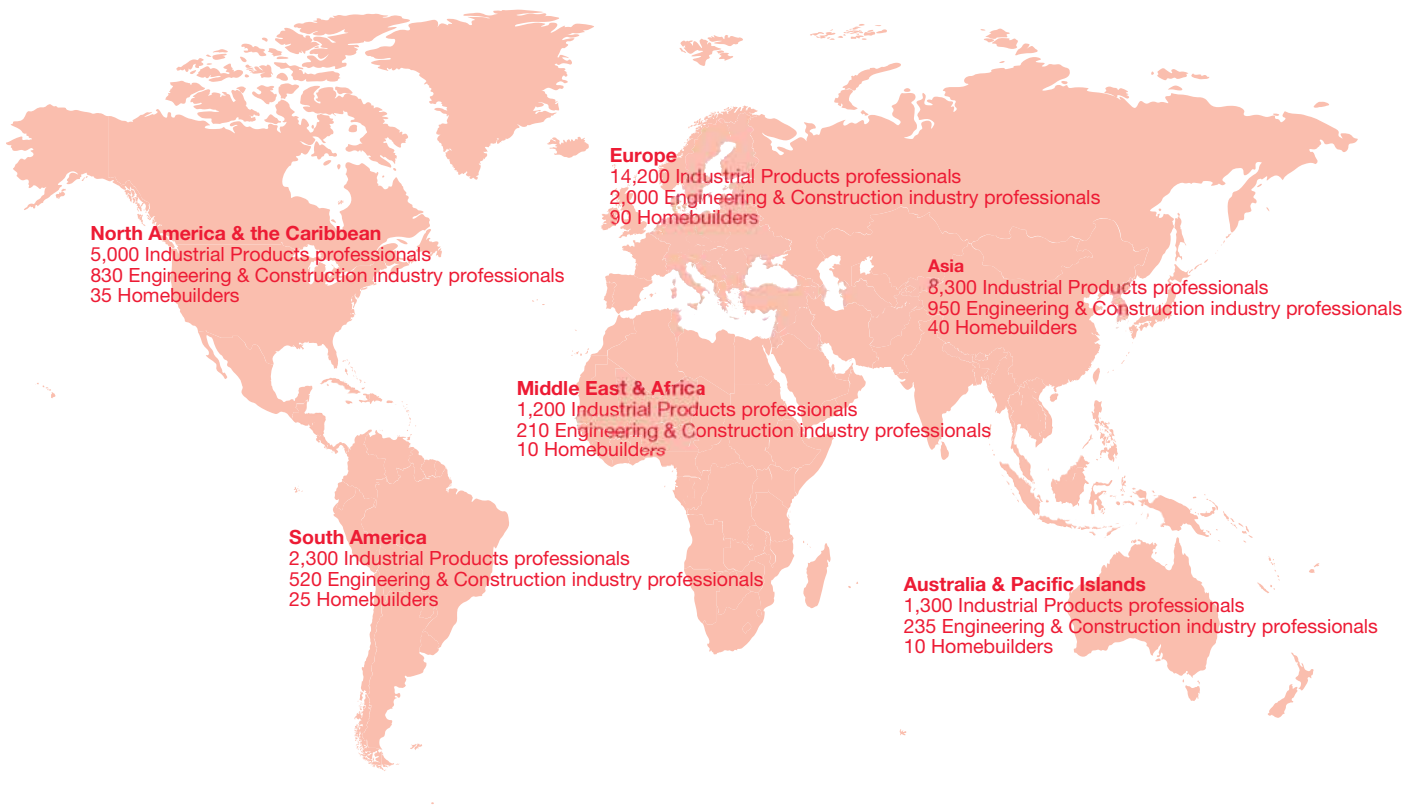 Europe
14,200 Industrial Products professionals
2,000 Engineering & Construction industry professionals
90 Homebuilders
North America & the Caribbean
5,000 Industrial Products professionals
830 Engineering & Construction industry professionals
35 Homebuilders
Asia
8,300 Industrial Products professionals
950 Engineering & Construction industry professionals
40 Homebuilders
Middle East & Africa
1,200 Industrial Products professionals
210 Engineering & Construction industry professionals
10 Homebuilders
South America
2,300 Industrial Products professionals
520 Engineering & Construction industry professionals
25 Homebuilders
Australia & Pacific Islands
1,300 Industrial Products professionals
235 Engineering & Construction industry professionals
10 Homebuilders